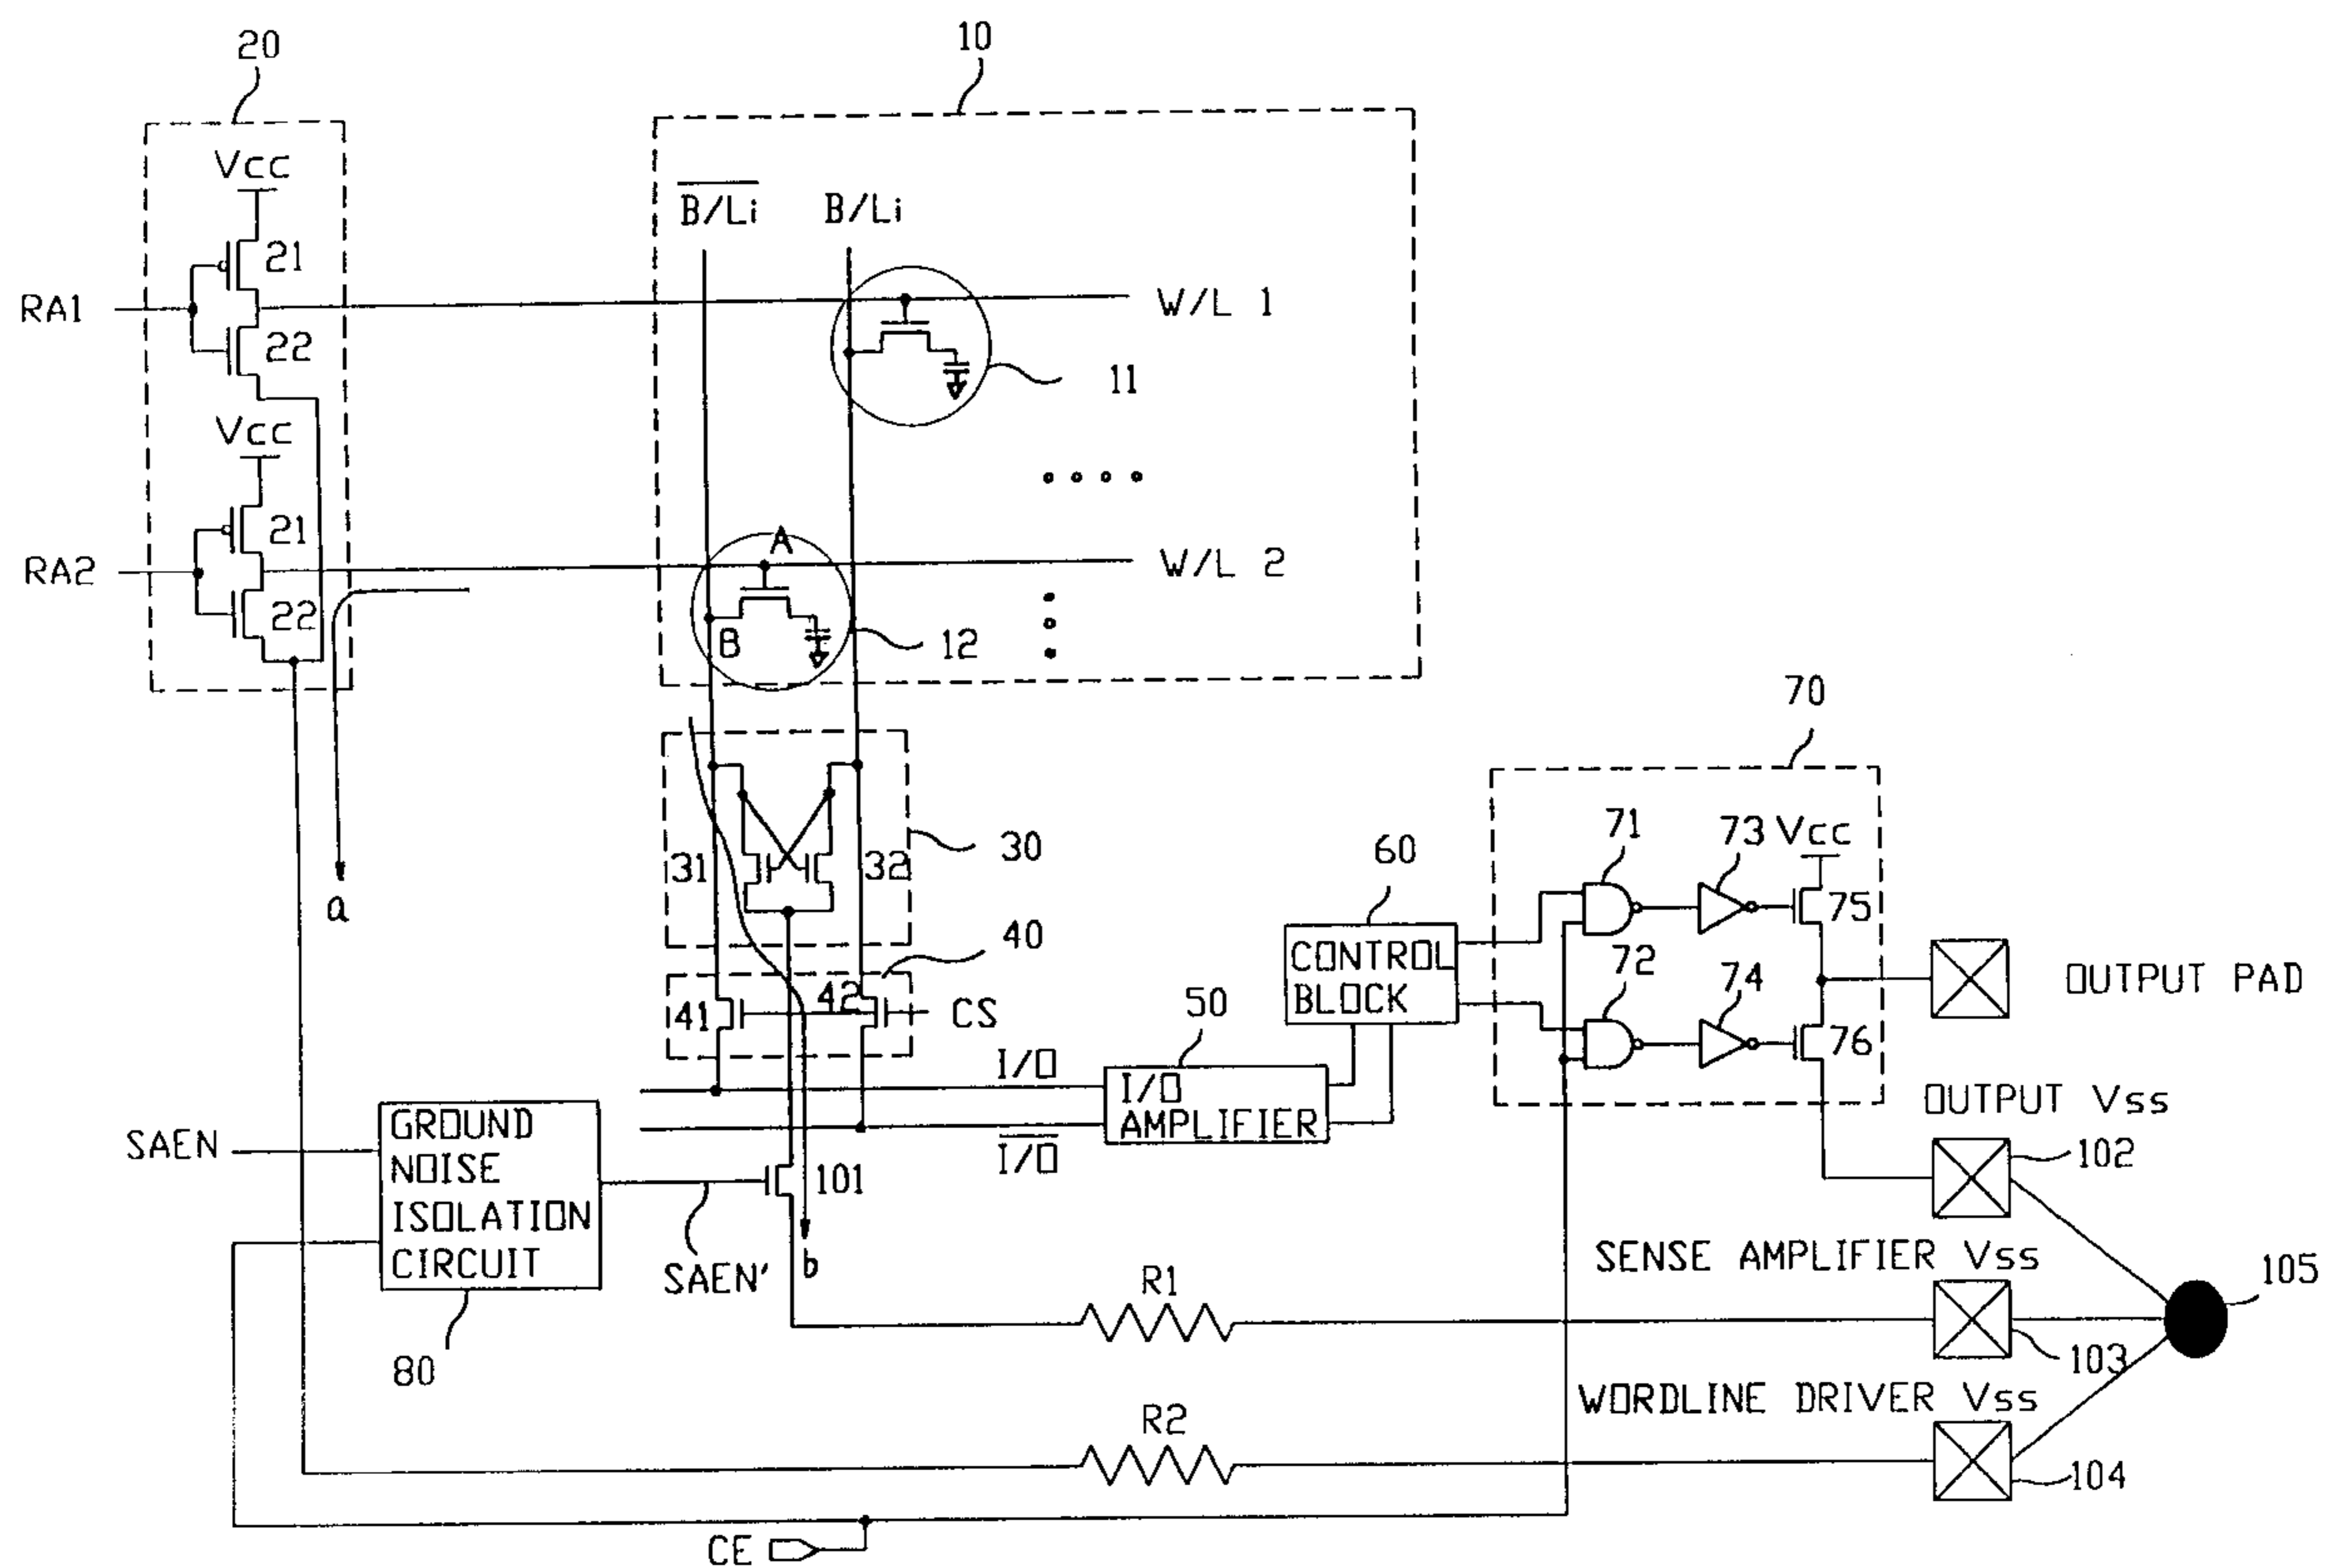 20
10
Vcc
B/Li
B/Li
21
RA1
W/L 1
22
11
Vcc
A
21
RA2
W/L 2
22
B
12
70
71
73
Vcc
31
32
30
60
75
a
40
CONTROL
BLOCK
72
74
OUTPUT PAD
41
42
CS
50
76
I/O
I/O
AMPLIFIER
OUTPUT Vss
GROUND
NOISE
ISOLATION
CIRCUIT
SAEN
I/O
102
101
SAEN'
b
SENSE AMPLIFIER Vss
105
R1
80
103
WORDLINE DRIVER Vss
R2
104
CE